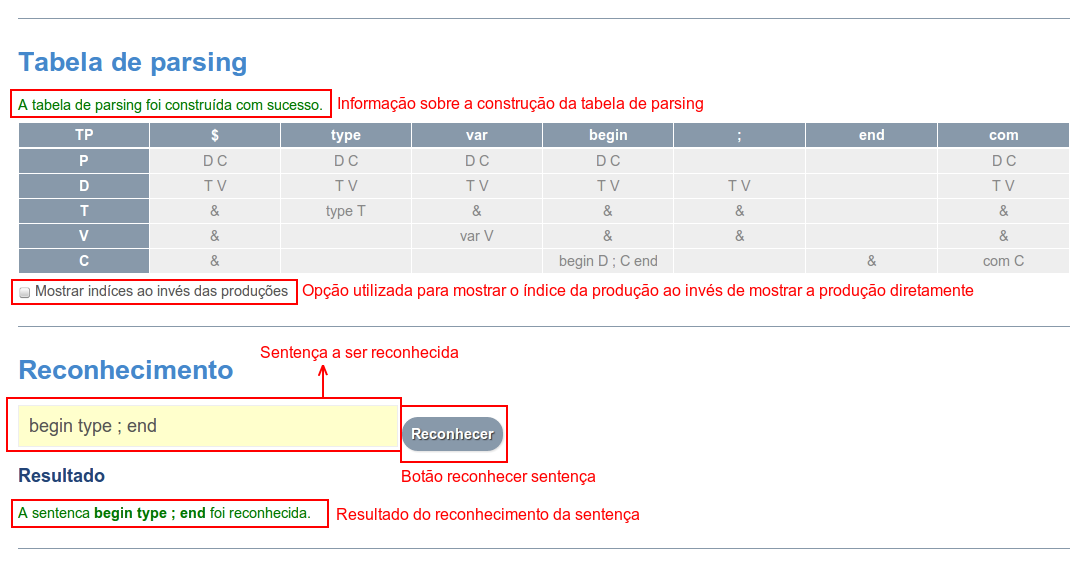 Tabela de parsing
A tabela de parsing foi construída com sucesso. Informação sobre a construção da tabela de parsing
TP $ type var begin ; end com
P D C D C D C D C D C
D T V T V T V T V T V T V
T & type T & & & &
V & var V & & &
C & begin D ; C end & com C
Mostrar indíces ao invés das produções Opção utilizada para mostrar o índice da produção ao invés de mostrar a produção diretamente
Sentença a ser reconhecida
Reconhecimento
begin type ; end Reconhecer
Resultado Botão reconhecer sentença
A sentenca begin type ; end foi reconhecida. Resultado do reconhecimento da sentença